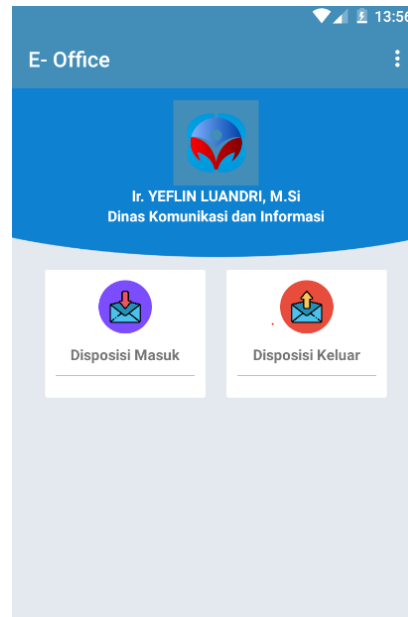 13:56
E- Office
Ir. YEFLIN LUANDRI, M.Si
Dinas Komunikasi dan Informasi
Disposisi Masuk
Disposisi Keluar